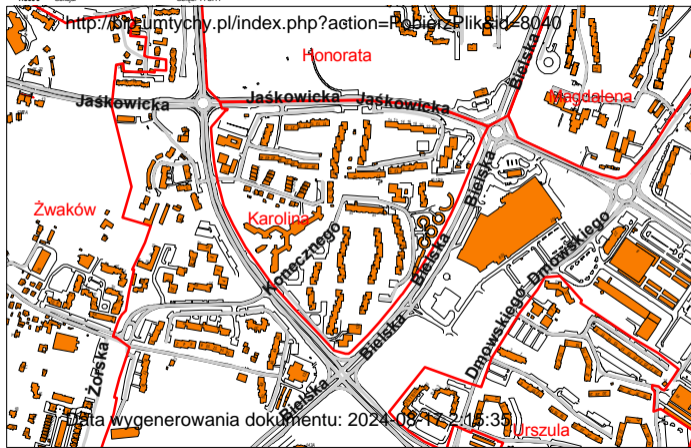 http://bip.umtychy.pl/index.php?action=PobierzPlik&id=8040
Honorata
Bielska
Magdalena
Jaśkowicka
Jaśkowicka
Jaśkowicka
Bielska
Żwaków
Karolina
Konecznego
Bielska
Dmowskiego
Dmowskiego
Bielska
Żorska
Bielska
Data wygenerowania dokumentu: 2024-08-17 2:15:35
Urszula